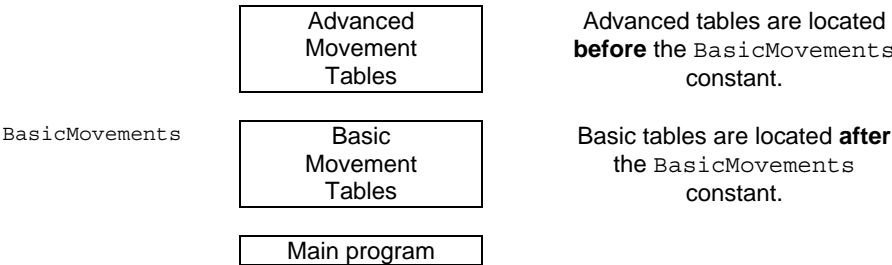 Advanced
Movement
Tables
Advanced tables are located
before the BasicMovements
constant.
BasicMovements
Basic
Movement
Tables
Basic tables are located after
the BasicMovements
constant.
Main program